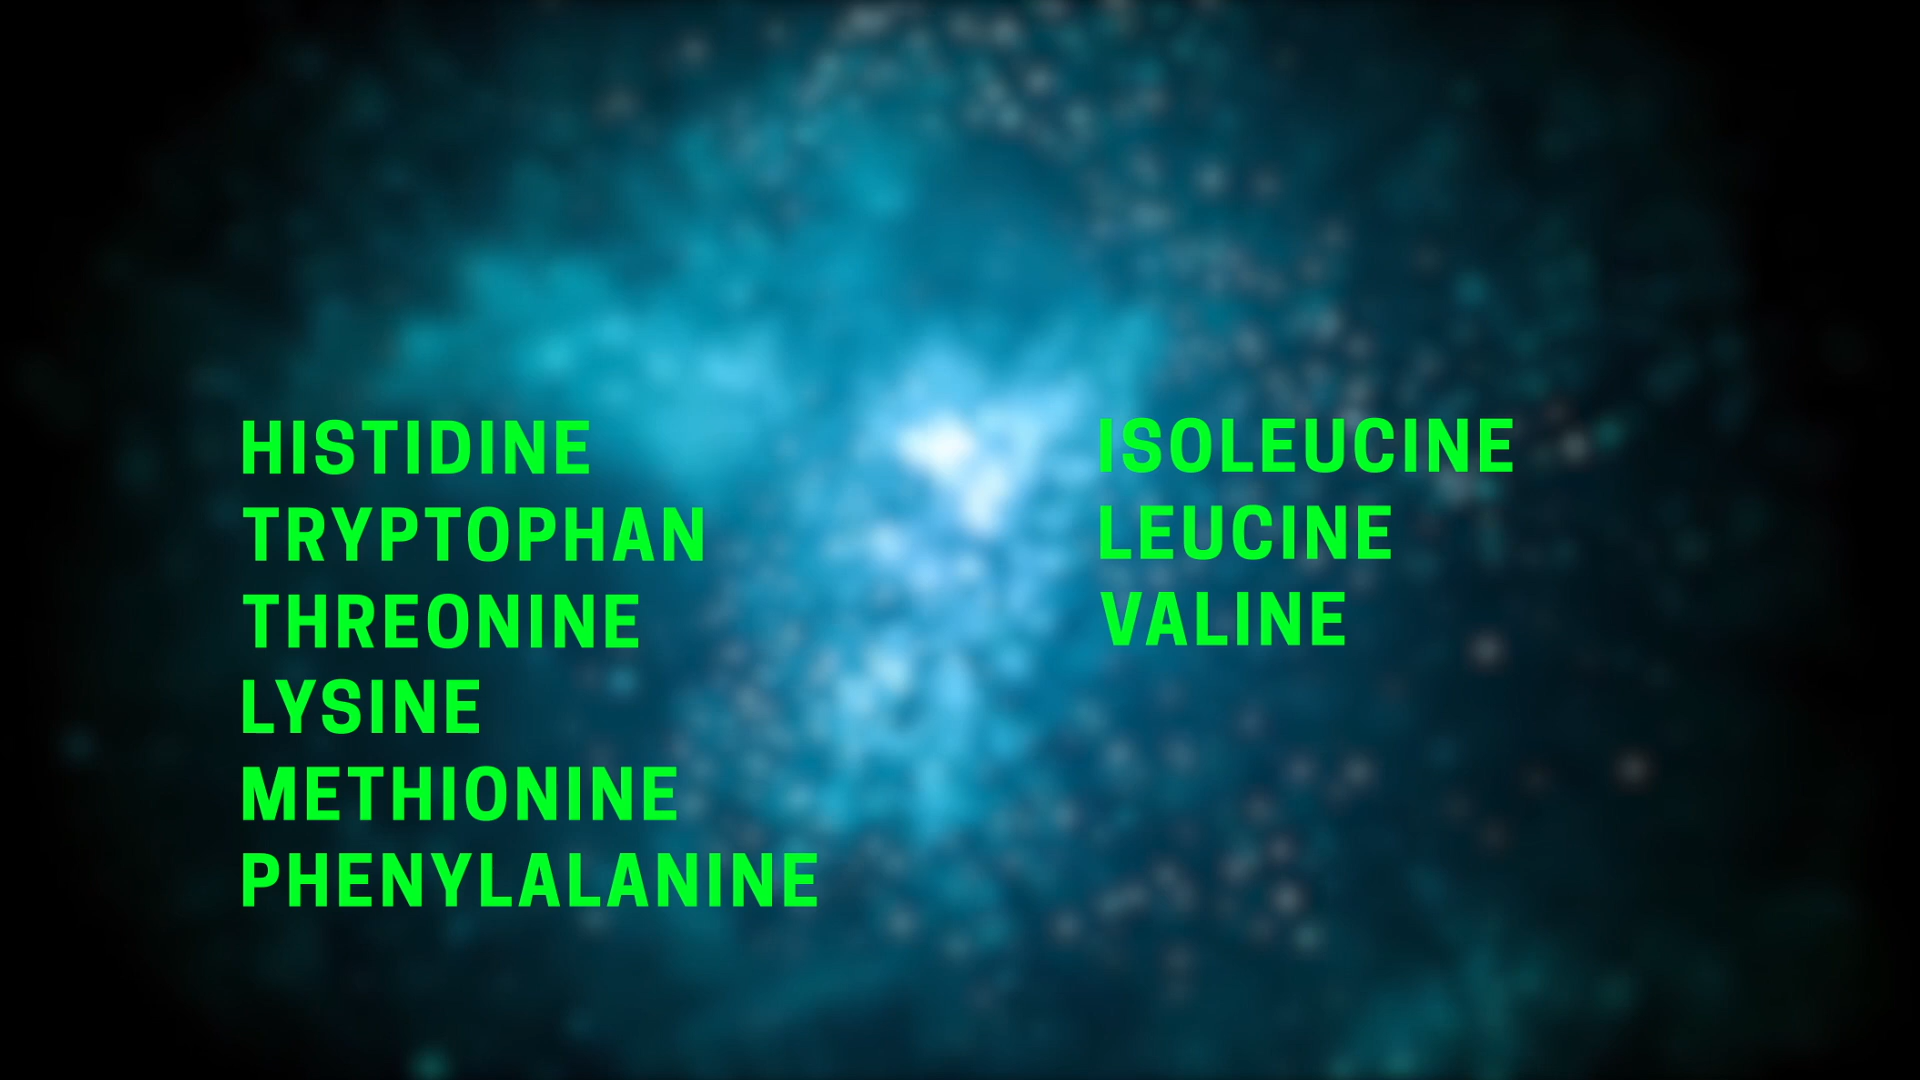 HISTIDINE
TRYPTOPHAN
THREONINE
LYSINE
METHIONINE
PHENYLALANINE
ISOLEUCINE
LEUCINE
VALINE